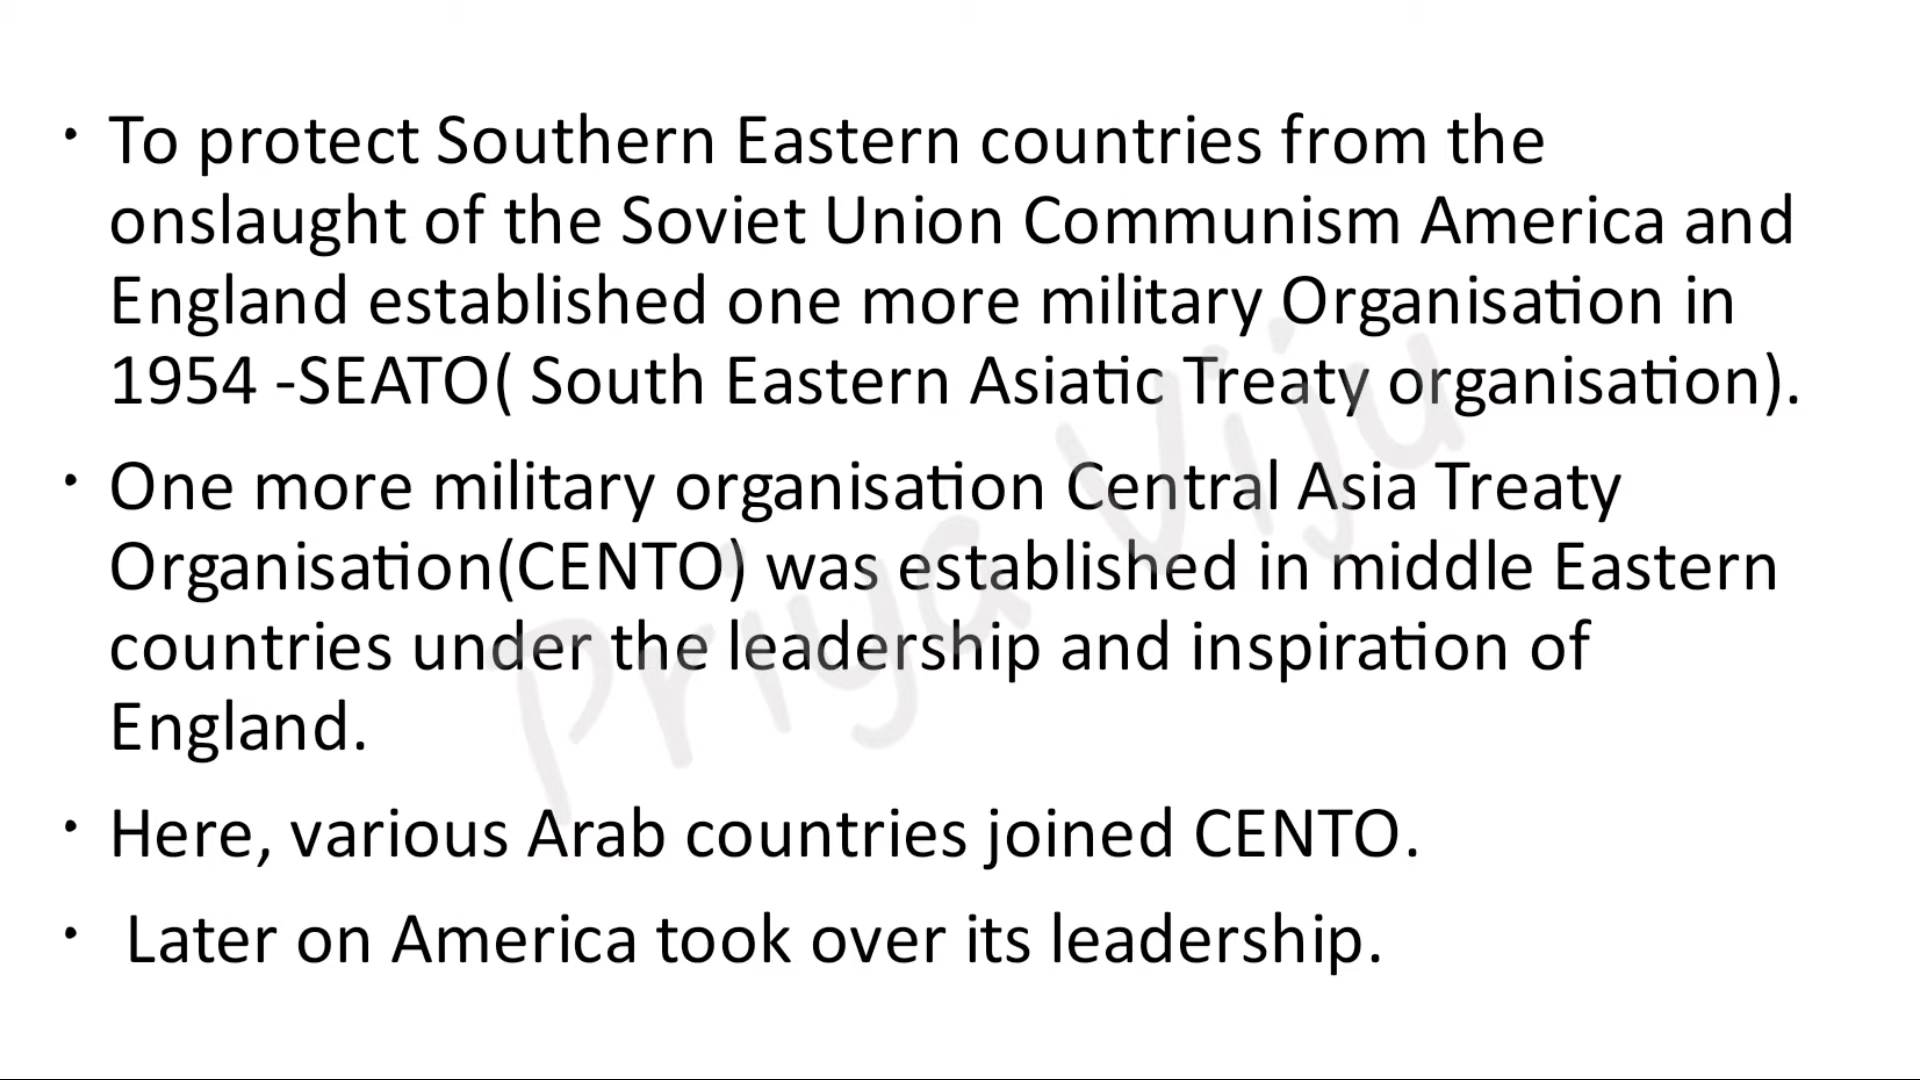 • To protect Southern Eastern countries from the
onslaught of the Soviet Union Communism America and
England established one more military Organisation in
1954 -SEATO( South Eastern Asiatic Treaty organisation).
• One more military organisation Central Asia Treaty
Organisation(CENTO) was established in middle Eastern
countries under the leadership and inspiration of
England.
• Here, various Arab countries joined CENTO.
• Later on America took over its leadership.
Priya Viju